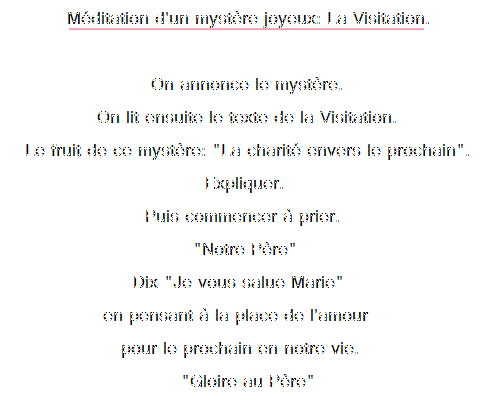 Méditation d'un mystère joyeux: La Visitation.
On annonce le mystère.
On lit ensuite le texte de la Visitation.
Le fruit de ce mystère: "La charité envers le prochain".
Expliquer.
Puis commencer à prier.
"Notre Père"
Dix "Je vous salue Marie"
en pensant à la place de l'amour
pour le prochain en notre vie.
"Gloire au Père"